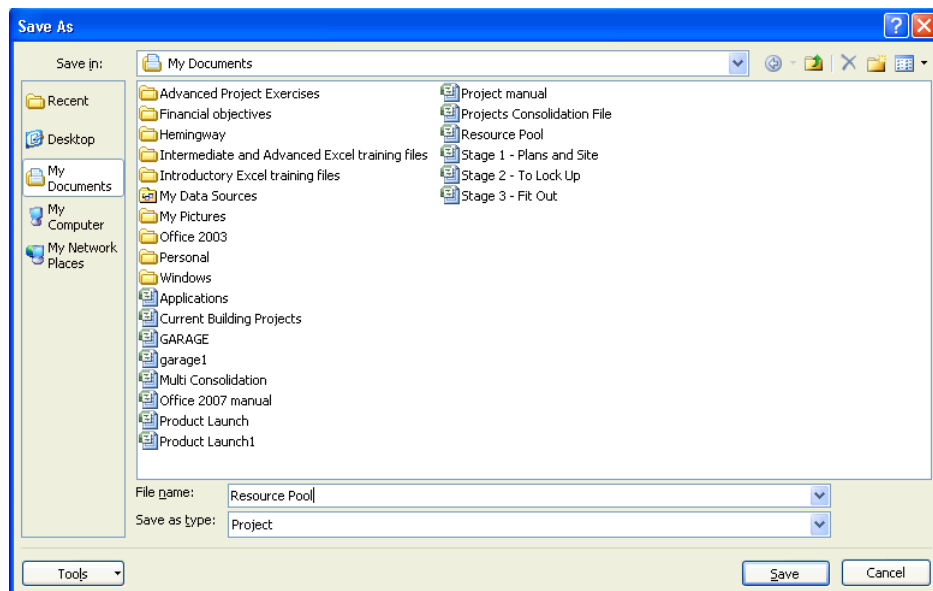 Save As
Save in:
My Documents
Recent
Desktop
My
Documents
My
Computer
My Network
Places
Advanced Project Exercises
Financial objectives
Hemingway
Intermediate and Advanced Excel training files
Introductory Excel training files
My Data Sources
My Pictures
Office 2003
Personal
Windows
Applications
Current Building Projects
GARAGE
garage1
Multi Consolidation
Office 2007 manual
Product Launch
Product Launch1
Project manual
Projects Consolidation File
Resource Pool
Stage 1 - Plans and Site
Stage 2 - To Lock Up
Stage 3 - Fit Out
File name:
Resource Pool
Save as type:
Project
Tools
Save
Cancel